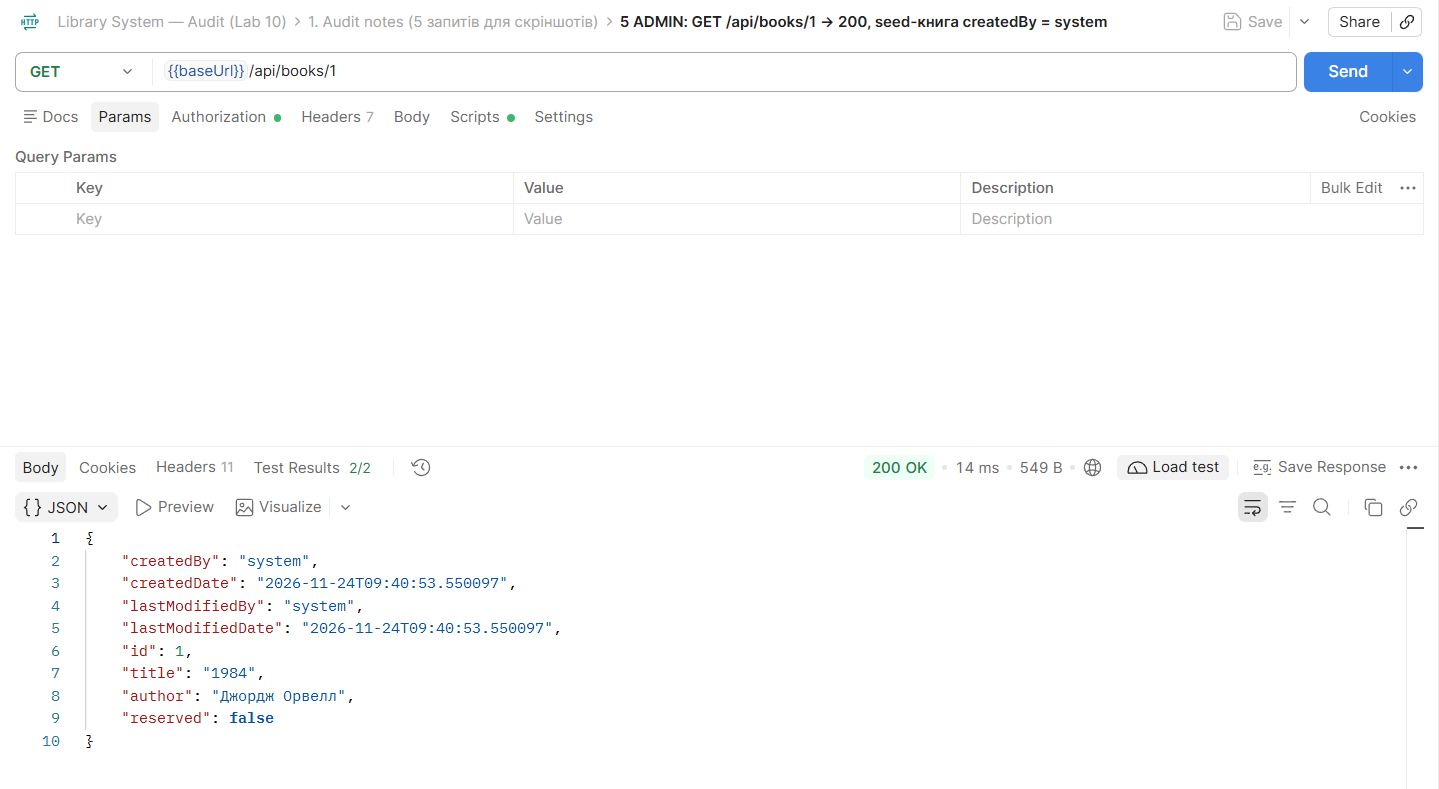 HTTP Library System — Audit (Lab 10) > 1. Audit notes (5 запитів для скріншотів) > 5 ADMIN: GET /api/books/1 → 200, seed-книга createdBy = system Save Share
GET {{baseUrl}} /api/books/1 Send
Docs Params Authorization Headers 7 Body Scripts Settings Cookies
Query Params
Key Value Description Bulk Edit
Key Value Description
Body Cookies Headers 11 Test Results 2/2 200 OK 14 ms 549 B Load test e.g. Save Response
{ } JSON Preview Visualize
1 {
2 "createdBy": "system",
3 "createdDate": "2026-11-24T09:40:53.550097",
4 "lastModifiedBy": "system",
5 "lastModifiedDate": "2026-11-24T09:40:53.550097",
6 "id": 1,
7 "title": "1984",
8 "author": "Джордж Орвелл",
9 "reserved": false
10 }